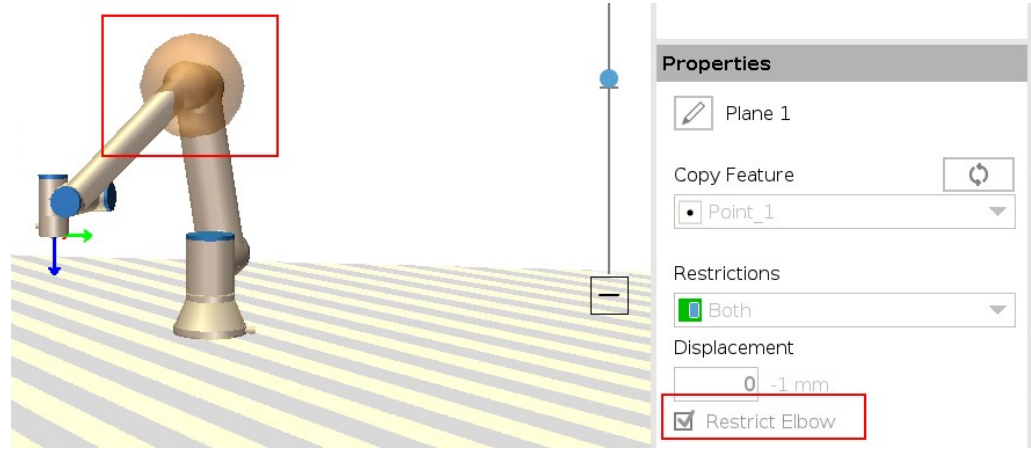 Properties
Plane 1
Copy Feature
Point_1
Restrictions
Both
Displacement
0 -1 mm
Restrict Elbow